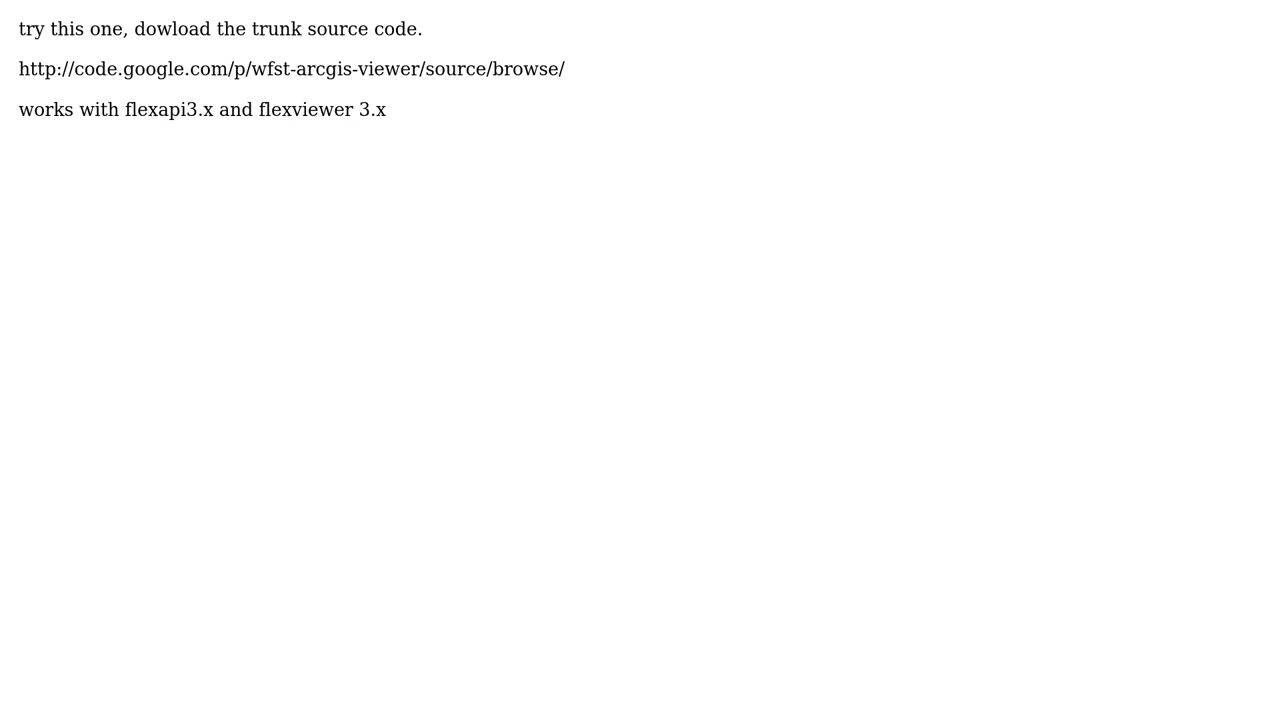 try this one, dowload the trunk source code.
http://code.google.com/p/wfst-arcgis-viewer/source/browse/
works with flexapi3.x and flexviewer 3.x